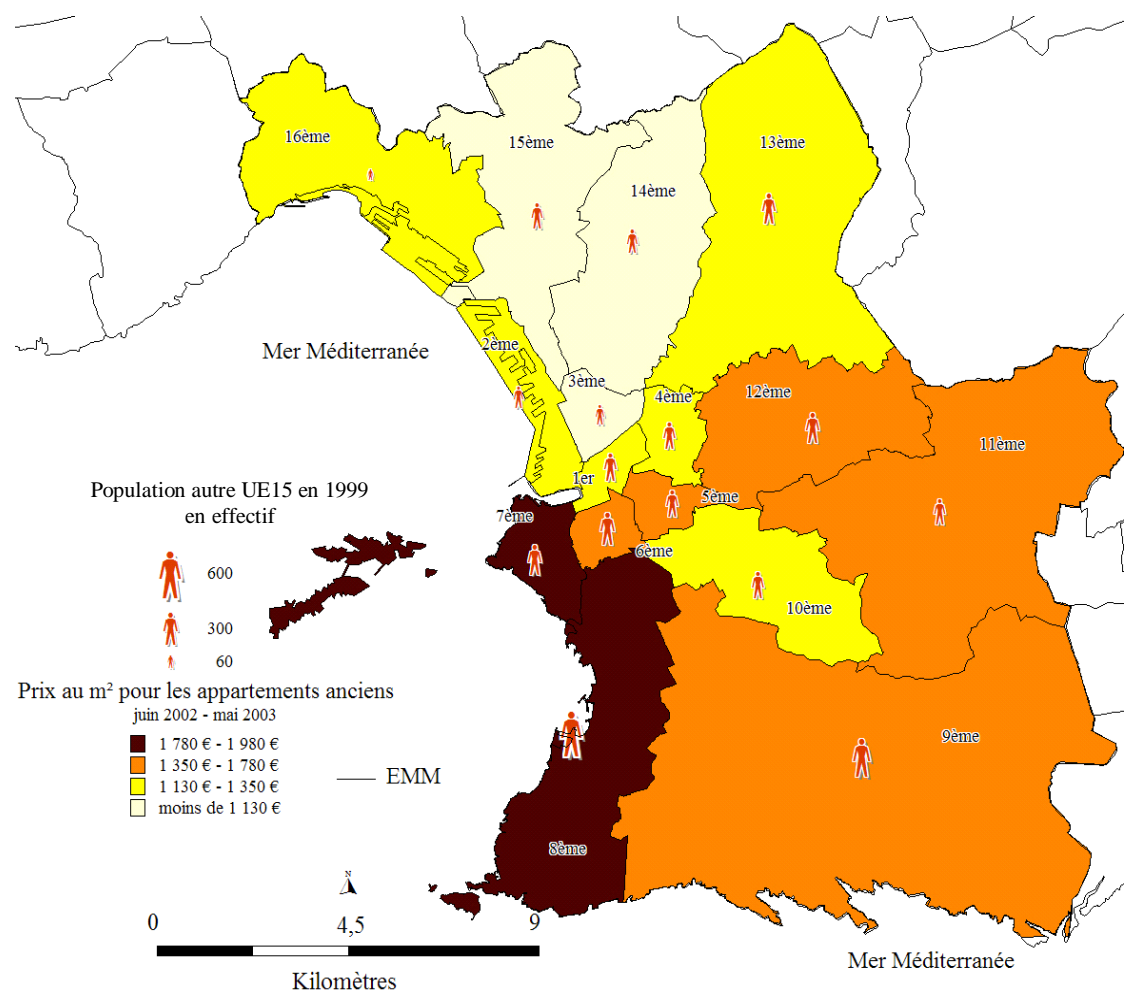 16ème
15ème
13ème
14ème
Mer Méditerranée
2ème
3ème
4ème
12ème
11ème
1er
5ème
7ème
6ème
10ème
9ème
8ème
Population autre UE15 en 1999
en effectif
600
300
60
Prix au m² pour les appartements anciens
juin 2002 - mai 2003
1 780 € - 1 980 €
1 350 € - 1 780 €
1 130 € - 1 350 €
moins de 1 130 €
EMM
N
0
4,5
9
Kilomètres
Mer Méditerranée